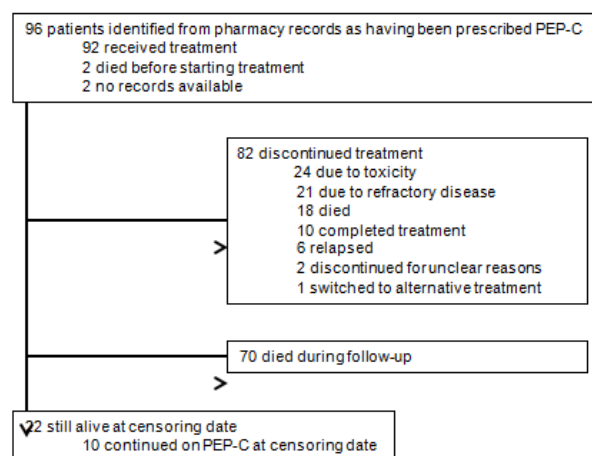 96 patients identified from pharmacy records as having been prescribed PEP-C
92 received treatment
2 died before starting treatment
2 no records available
82 discontinued treatment
24 due to toxicity
21 due to refractory disease
18 died
10 completed treatment
6 relapsed
2 discontinued for unclear reasons
1 switched to alternative treatment
70 died during follow-up
22 still alive at censoring date
10 continued on PEP-C at censoring date